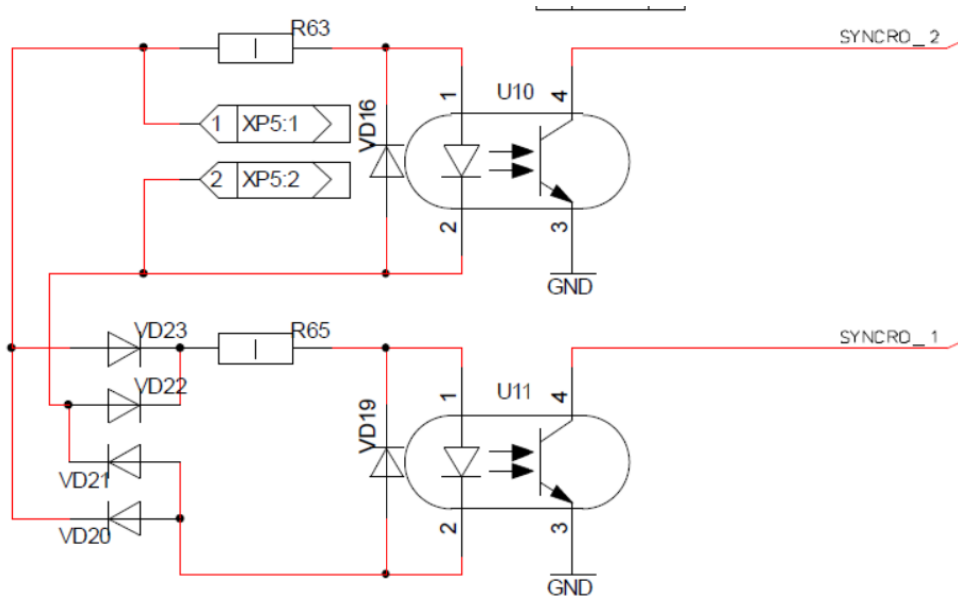 R63
SYNCRO_2
1 XP5:1
2 XP5:2
VD16
1
U10
4
2
3
GND
VD23
R65
SYNCRO_1
VD22
VD19
1
U11
4
VD21
VD20
2
3
GND